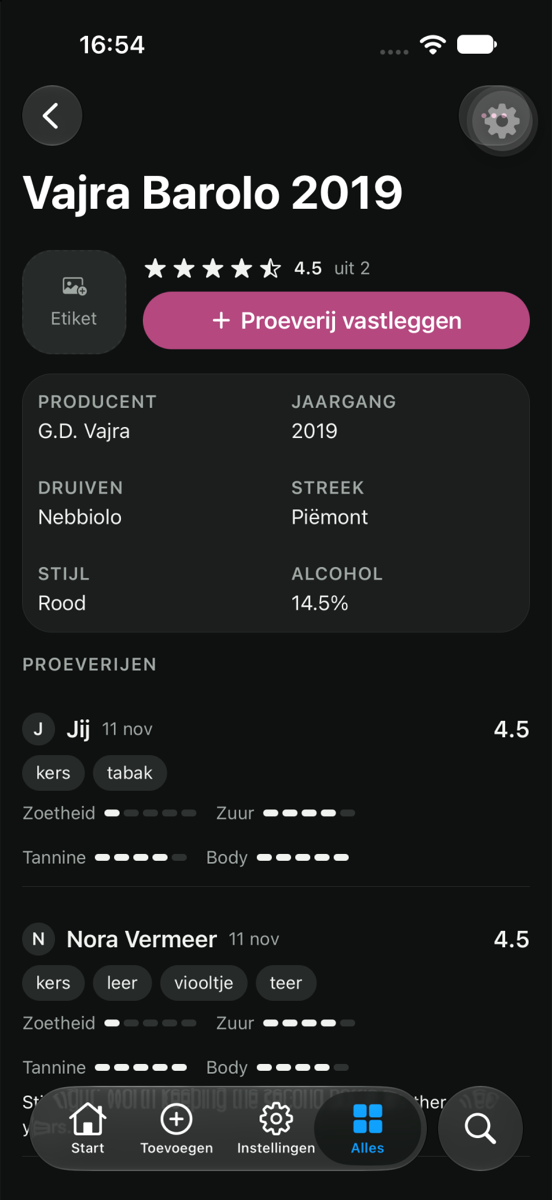 16:54
Vajra Barolo 2019
4.5 uit 2
Etiket
+ Proeverij vastleggen
PRODUCENT JAARGANG
G.D. Vajra 2019
DRUIVEN STREEK
Nebbiolo Piëmont
STIJL ALCOHOL
Rood 14.5%
PROEVERIJEN
J Jij 11 nov 4.5
kers tabak
Zoetheid Zuur
Tannine Body
N Nora Vermeer 11 nov 4.5
kers leer viooltje teer
Zoetheid Zuur
Tannine Body
Start Toevoegen Instellingen Alles